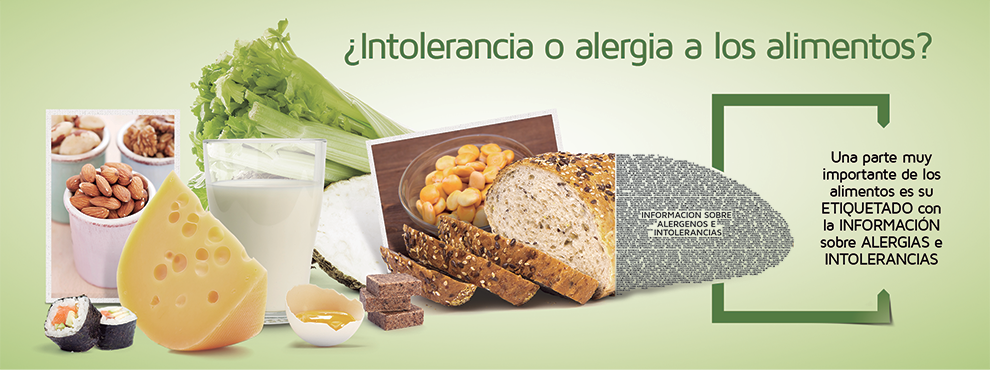 ¿Intolerancia o alergia a los alimentos?
INFORMACION SOBRE
ALERGENOS E
INTOLERANCIAS
Una parte muy
importante de los
alimentos es su
ETIQUETADO con
la INFORMACIÓN
sobre ALERGIAS e
INTOLERANCIAS